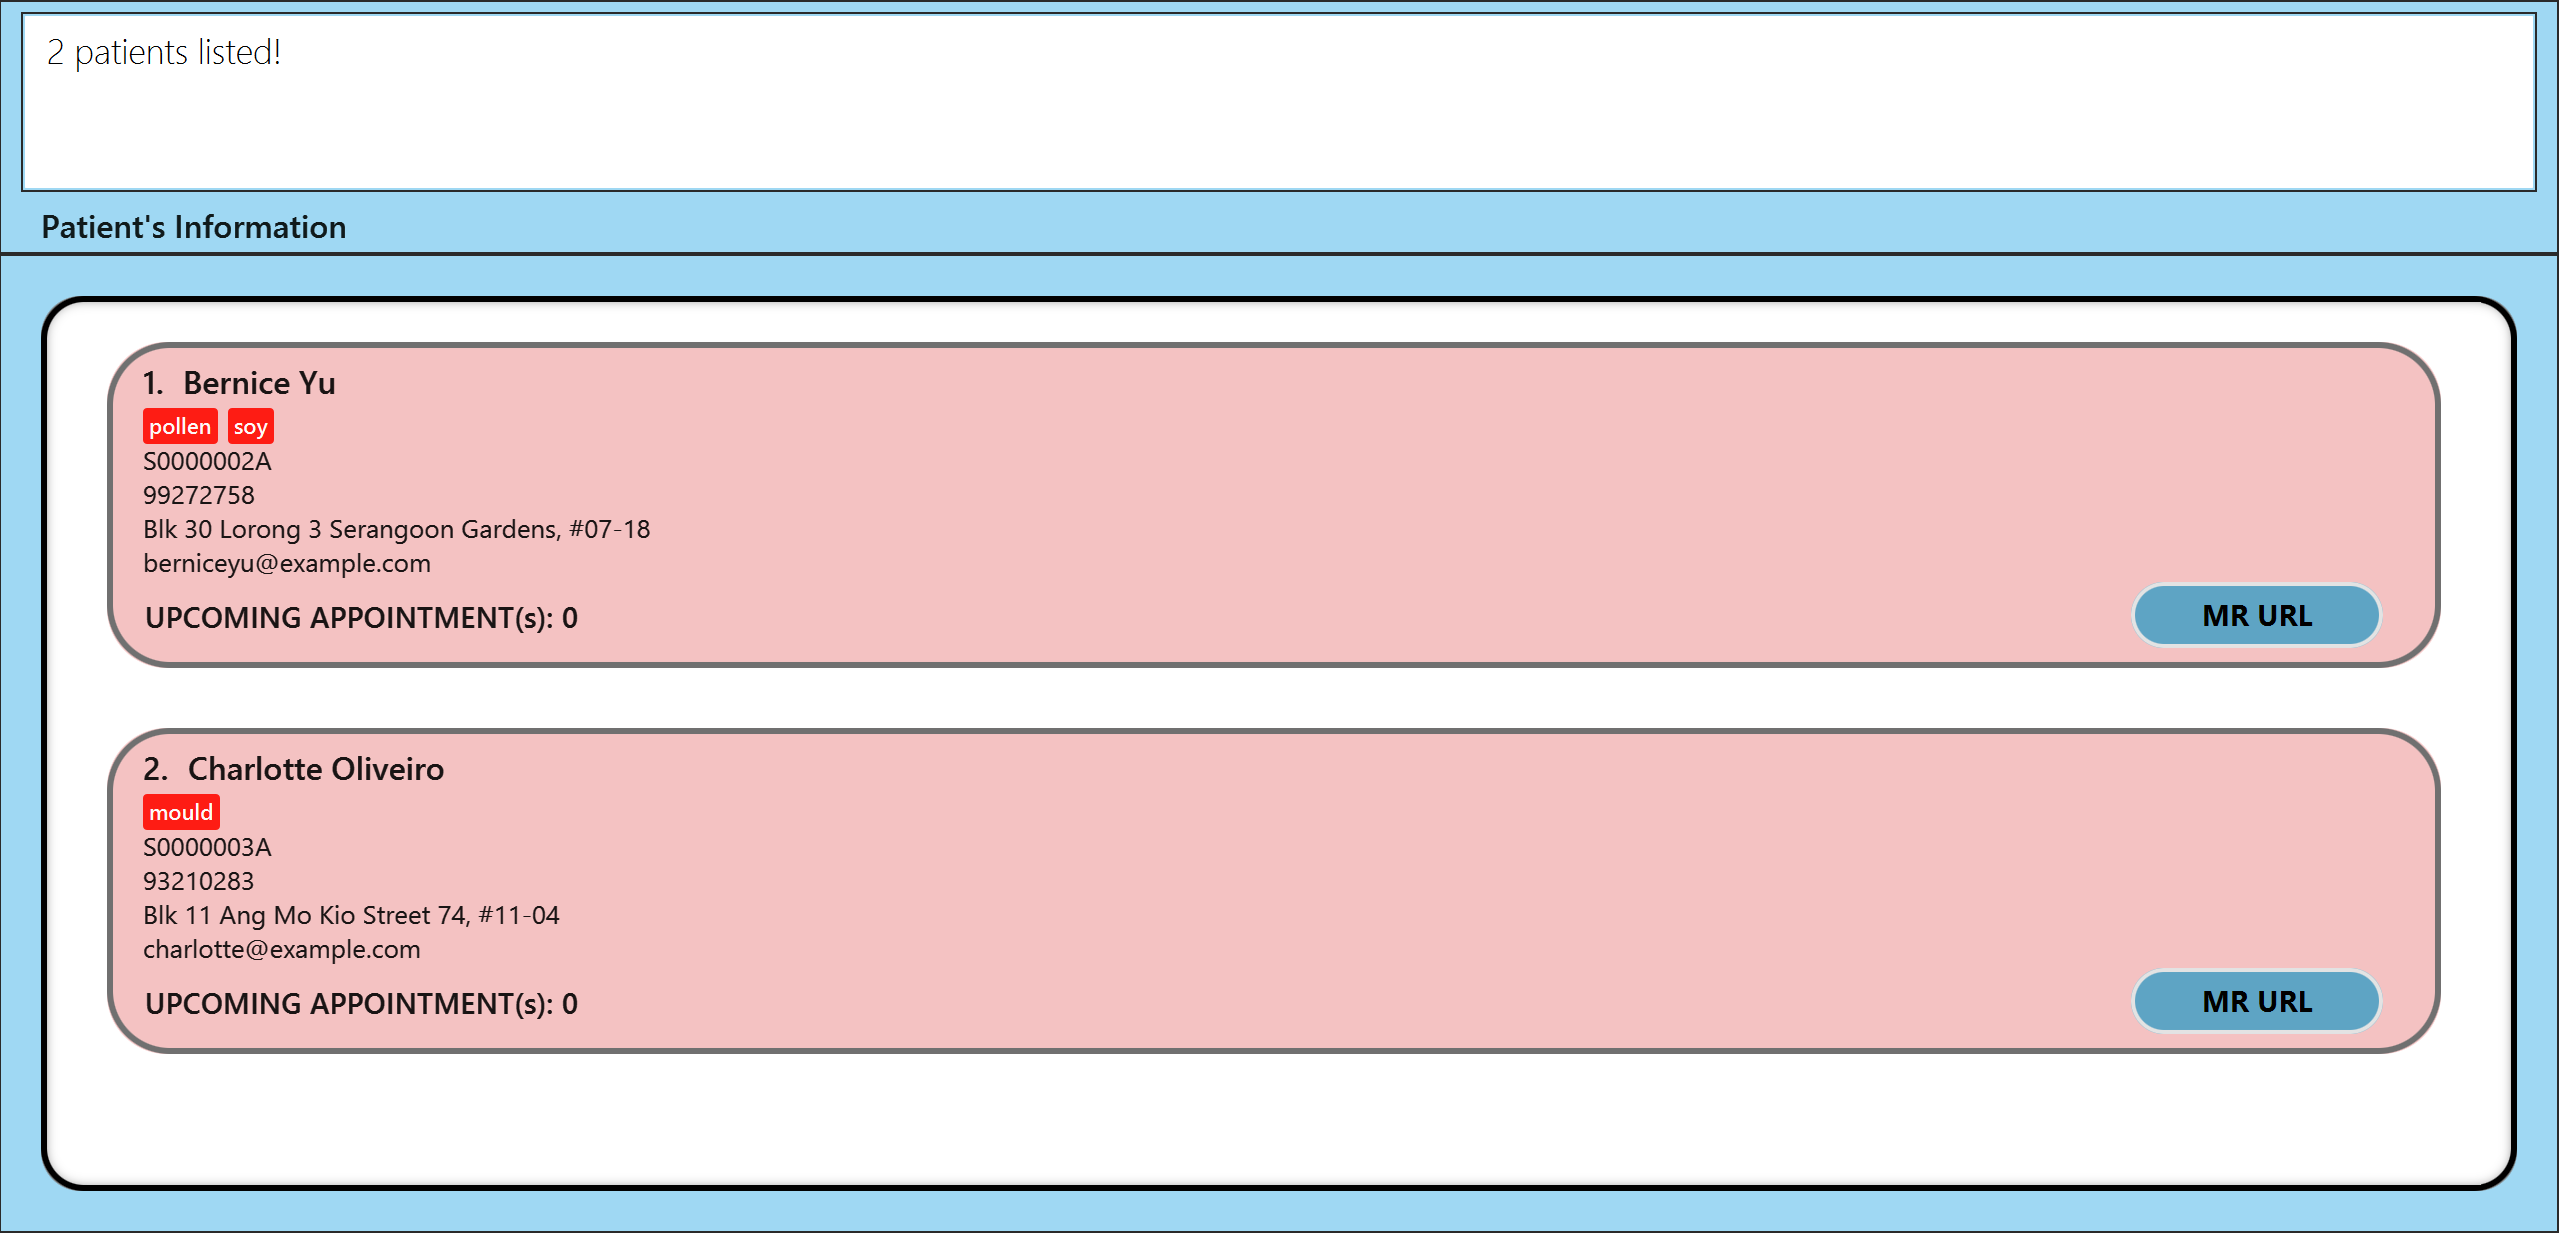 2 patients listed!
Patient's Information
1. Bernice Yu
pollen soy
S0000002A
99272758
Blk 30 Lorong 3 Serangoon Gardens, #07-18
berniceyu@example.com
UPCOMING APPOINTMENT(s): 0
MR URL
2. Charlotte Oliveiro
mould
S0000003A
93210283
Blk 11 Ang Mo Kio Street 74, #11-04
charlotte@example.com
UPCOMING APPOINTMENT(s): 0
MR URL